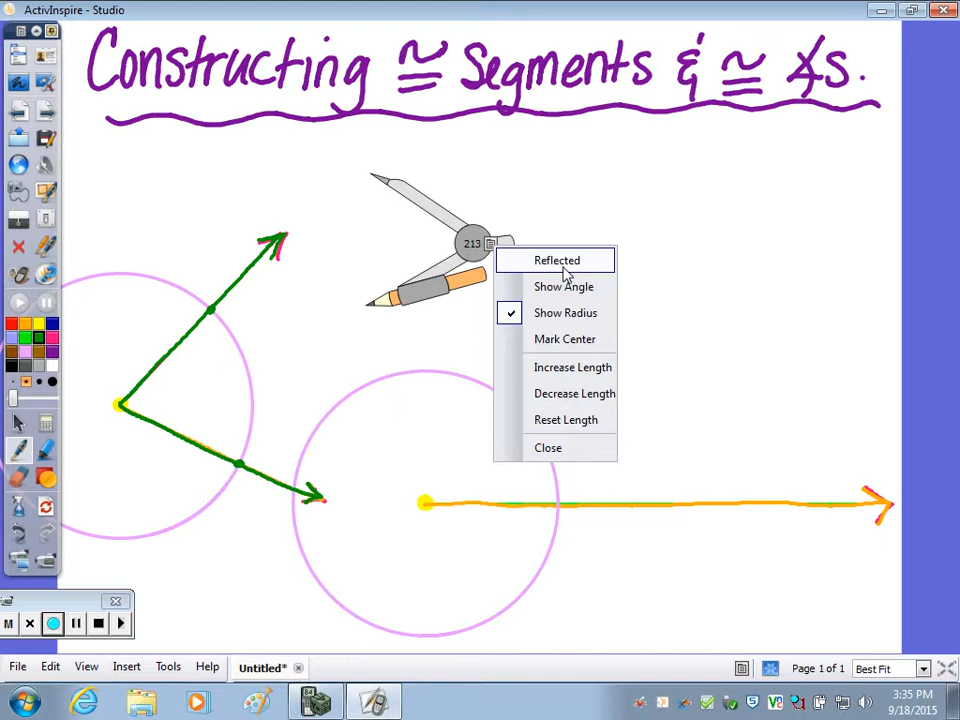 ActivInspire - Studio
Constructing ≅ Segments & ≅ ∡s.
213
Reflected
Show Angle
Show Radius
Mark Center
Increase Length
Decrease Length
Reset Length
Close
M
File Edit View Insert Tools Help Untitled* Page 1 of 1 Best Fit
84
3:35 PM
9/18/2015